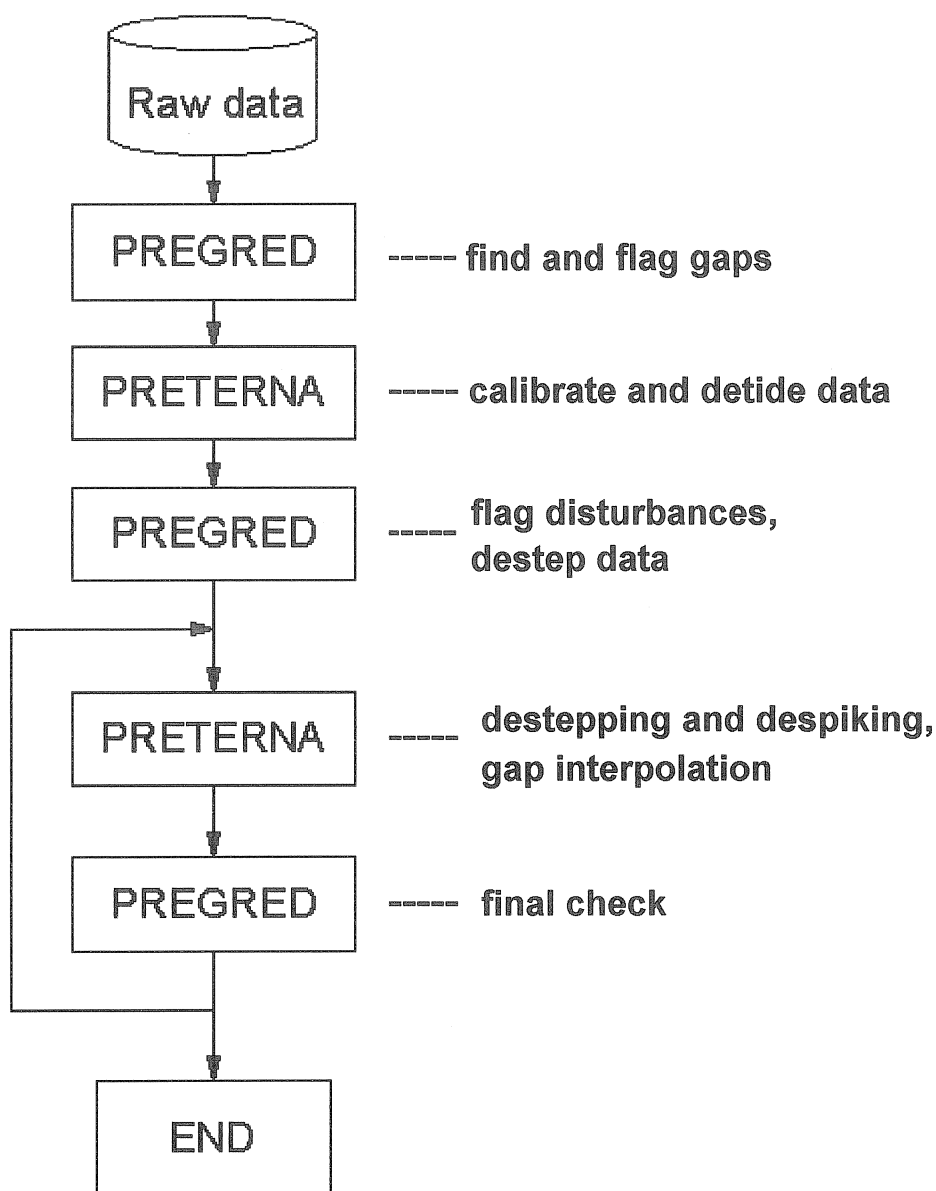 Raw data
PREGRED
----- find and flag gaps
PRETERNA
----- calibrate and detide data
PREGRED
----- flag disturbances,
destep data
PRETERNA
----- destepping and despiking,
gap interpolation
PREGRED
----- final check
END